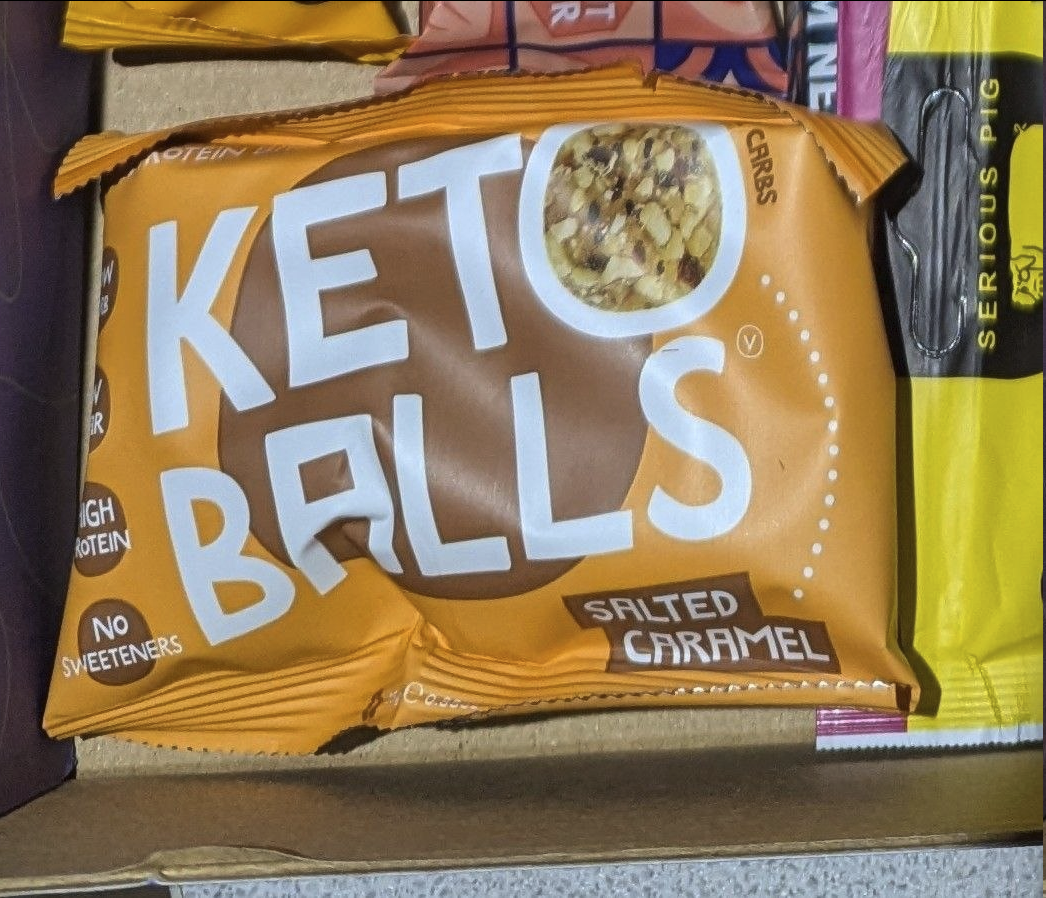 KETO
BALLS
CARBS
V
HIGH
PROTEIN
NO
SWEETENERS
SALTED
CARAMEL
SERIOUS PIG